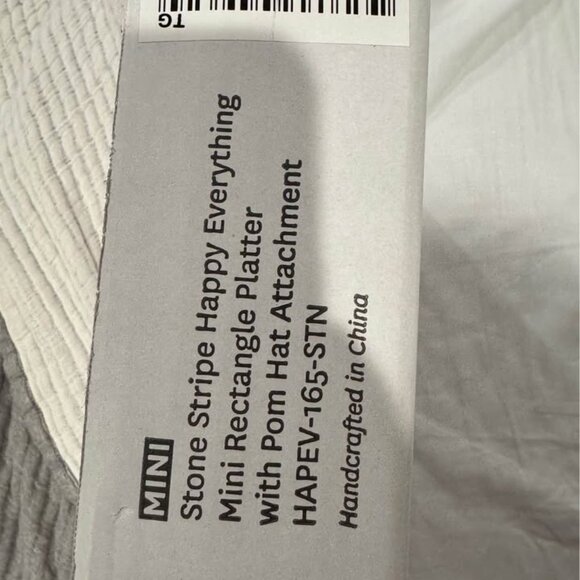 TG
MINI
Stone Stripe Happy Everything
Mini Rectangle Platter
with Pom Hat Attachment
HAPEV-165-STN
Handcrafted in China